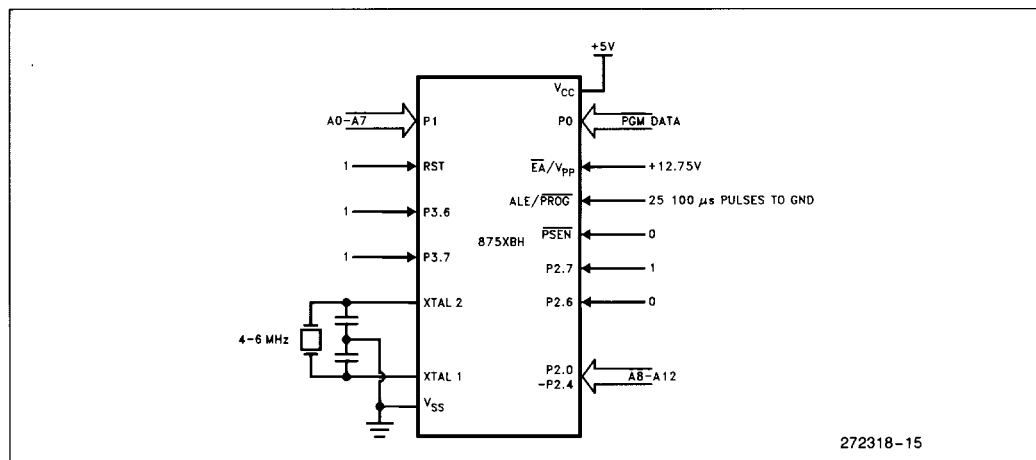 +5V
VCC
A0-A7
P1
P0
PGM DATA
1
RST
EA/VPP
+12.75V
ALE/PROG
25 100 μs PULSES TO GND
1
P3.6
PSEN
0
875XBH
1
P3.7
P2.7
1
XTAL 2
P2.6
0
4-6 MHz
XTAL 1
P2.0
-P2.4
A8-A12
VSS
272318-15